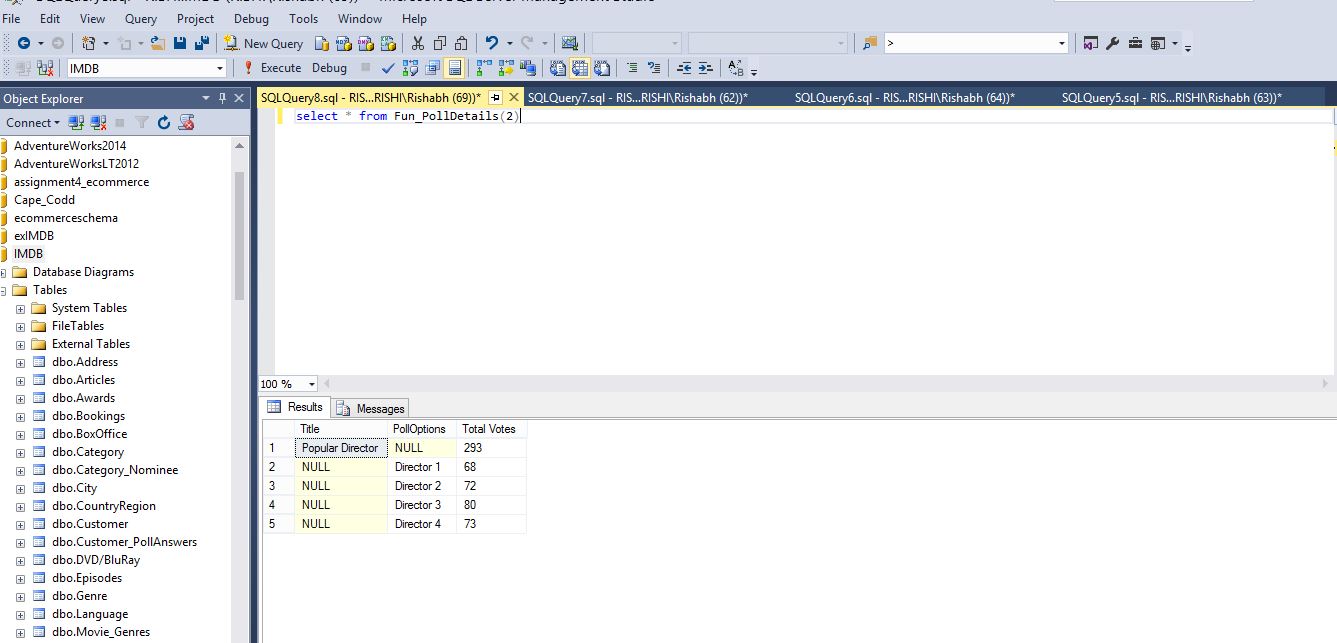 File Edit View Query Project Debug Tools Window Help
New Query >
IMDB Execute Debug
Object Explorer
Connect
AdventureWorks2014
AdventureWorksLT2012
assignment4_ecommerce
Cape_Codd
ecommerceschema
exIMDB
IMDB
Database Diagrams
Tables
System Tables
FileTables
External Tables
dbo.Address
dbo.Articles
dbo.Awards
dbo.Bookings
dbo.BoxOffice
dbo.Category
dbo.Category_Nominee
dbo.City
dbo.CountryRegion
dbo.Customer
dbo.Customer_PollAnswers
dbo.DVD/BluRay
dbo.Episodes
dbo.Genre
dbo.Language
dbo.Movie_Genres
SQLQuery8.sql - RIS...RISHI\Rishabh (69))* SQLQuery7.sql - RIS...RISHI\Rishabh (62))* SQLQuery6.sql - RIS...RISHI\Rishabh (64))* SQLQuery5.sql - RIS...RISHI\Rishabh (63))*
select * from Fun_PollDetails(2)
100 %
Results Messages
Title PollOptions Total Votes
1 Popular Director NULL 293
2 NULL Director 1 68
3 NULL Director 2 72
4 NULL Director 3 80
5 NULL Director 4 73